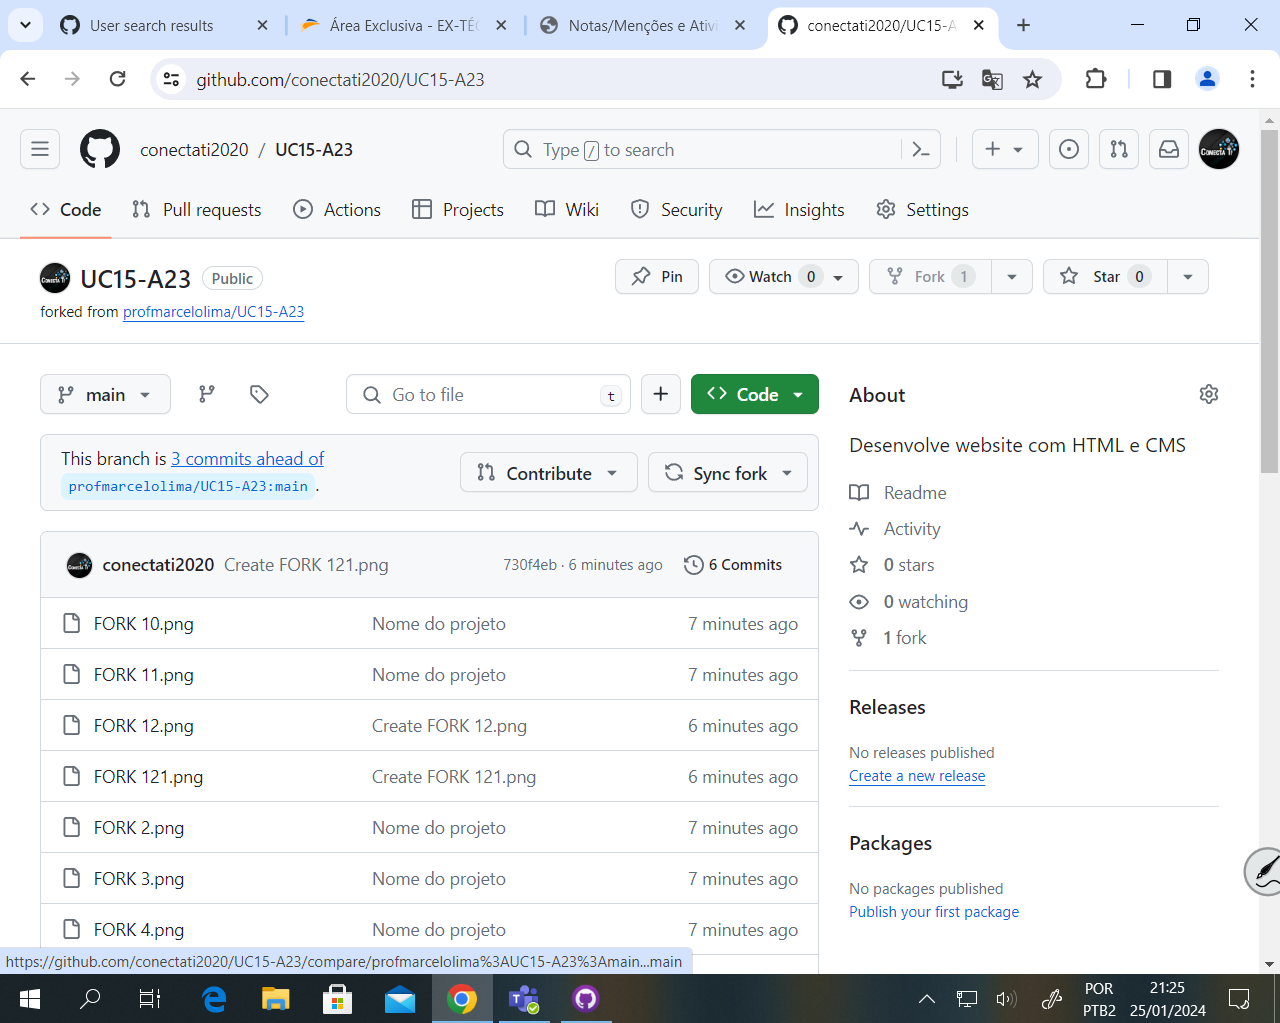 User search results
Área Exclusiva - EX-TÉC
Notas/Menções e Ativi
conectati2020/UC15-A
github.com/conectati2020/UC15-A23
conectati2020 / UC15-A23
Type / to search
Code
Pull requests
Actions
Projects
Wiki
Security
Insights
Settings
UC15-A23 Public
Pin
Watch 0
Fork 1
Star 0
forked from profmarcelolima/UC15-A23
main
Go to file t
Code
This branch is 3 commits ahead of
profmarcelolima/UC15-A23:main .
Contribute
Sync fork
conectati2020 Create FORK 121.png 730f4eb · 6 minutes ago 6 Commits
FORK 10.png Nome do projeto 7 minutes ago
FORK 11.png Nome do projeto 7 minutes ago
FORK 12.png Create FORK 12.png 6 minutes ago
FORK 121.png Create FORK 121.png 6 minutes ago
FORK 2.png Nome do projeto 7 minutes ago
FORK 3.png Nome do projeto 7 minutes ago
FORK 4.png Nome do projeto 7 minutes ago
About
Desenvolve website com HTML e CMS
Readme
Activity
0 stars
0 watching
1 fork
Releases
No releases published
Create a new release
Packages
No packages published
Publish your first package
https://github.com/conectati2020/UC15-A23/compare/profmarcelolima%3AUC15-A23%3Amain...main
POR
PTB2
21:25
25/01/2024